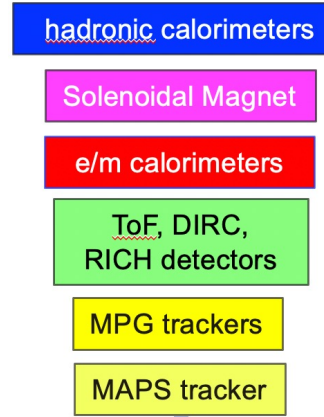 hadronic calorimeters
Solenoidal Magnet
e/m calorimeters
ToF, DIRC,
RICH detectors
MPG trackers
MAPS tracker